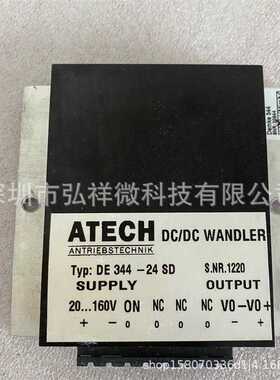 深圳市弘祥微科技有限公司
ATECH DC/DC WANDLER
ANTRIEBSTECHNIK
Typ: DE 344 -24 SD S.NR.1220
SUPPLY OUTPUT
20...160V ON NC NC NC VO- VO+
+ -
- +